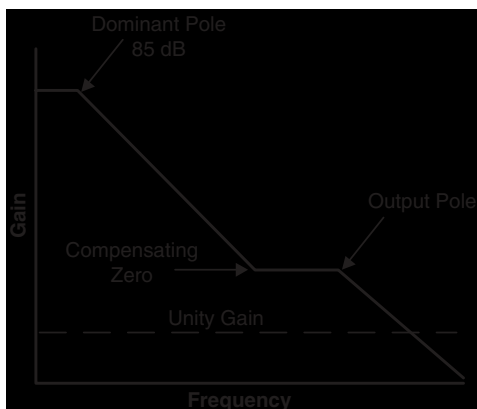 Dominant Pole
85 dB
Output Pole
Gain
Compensating
Zero
Unity Gain
Frequency